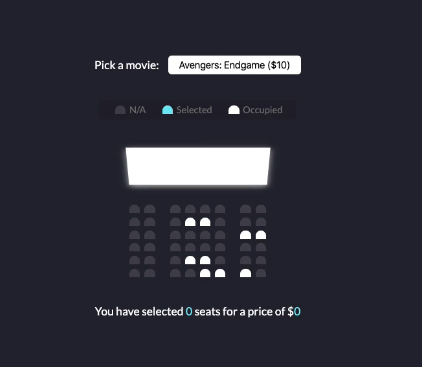 Pick a movie: Avengers: Endgame ($10)
N/A Selected Occupied
You have selected 0 seats for a price of $0